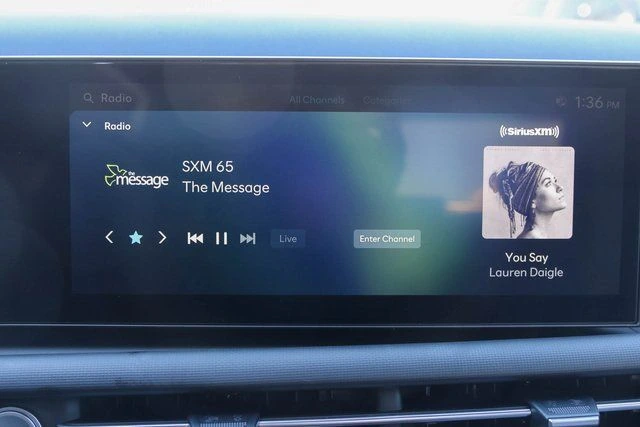 Radio
All Channels
Categories
1:36 PM
Radio
((SiriusXM))
the
message
SXM 65
The Message
Live
Enter Channel
You Say
Lauren Daigle